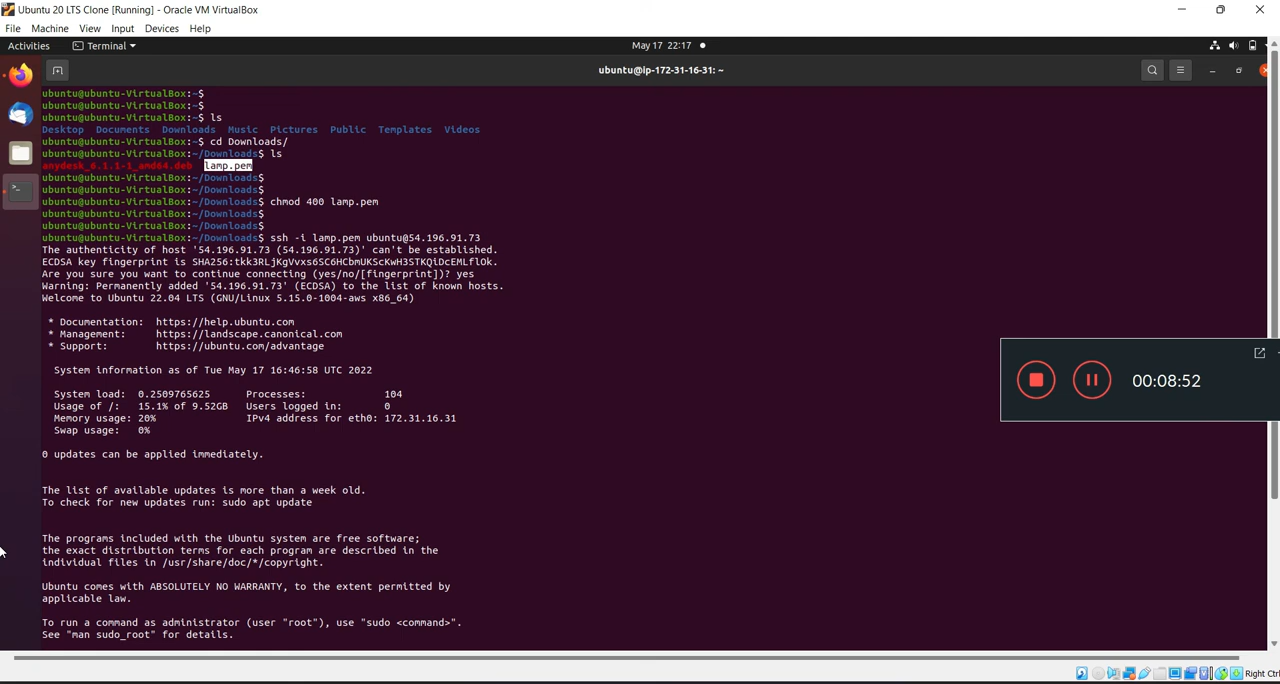 Ubuntu 20 LTS Clone [Running] - Oracle VM VirtualBox
File Machine View Input Devices Help
Activities Terminal May 17 22:17
ubuntu@ip-172-31-16-31: ~
ubuntu@ubuntu-VirtualBox:~$
ubuntu@ubuntu-VirtualBox:~$
ubuntu@ubuntu-VirtualBox:~$ ls
Desktop Documents Downloads Music Pictures Public Templates Videos
ubuntu@ubuntu-VirtualBox:~$ cd Downloads/
ubuntu@ubuntu-VirtualBox:~/Downloads$ ls
anydesk_6.1.1-1_amd64.deb lamp.pem
ubuntu@ubuntu-VirtualBox:~/Downloads$
ubuntu@ubuntu-VirtualBox:~/Downloads$
ubuntu@ubuntu-VirtualBox:~/Downloads$ chmod 400 lamp.pem
ubuntu@ubuntu-VirtualBox:~/Downloads$
ubuntu@ubuntu-VirtualBox:~/Downloads$
ubuntu@ubuntu-VirtualBox:~/Downloads$ ssh -i lamp.pem ubuntu@54.196.91.73
The authenticity of host '54.196.91.73 (54.196.91.73)' can't be established.
ECDSA key fingerprint is SHA256:tkk3RLjKgVvxs6SC6HCbmUKScKwH3STKQiDcEMLflOk.
Are you sure you want to continue connecting (yes/no/[fingerprint])? yes
Warning: Permanently added '54.196.91.73' (ECDSA) to the list of known hosts.
Welcome to Ubuntu 22.04 LTS (GNU/Linux 5.15.0-1004-aws x86_64)
* Documentation: https://help.ubuntu.com
* Management: https://landscape.canonical.com
* Support: https://ubuntu.com/advantage
System information as of Tue May 17 16:46:58 UTC 2022
System load: 0.2509765625 Processes: 104
Usage of /: 15.1% of 9.52GB Users logged in: 0
Memory usage: 20% IPv4 address for eth0: 172.31.16.31
Swap usage: 0%
00:08:52
0 updates can be applied immediately.
The list of available updates is more than a week old.
To check for new updates run: sudo apt update
The programs included with the Ubuntu system are free software;
the exact distribution terms for each program are described in the
individual files in /usr/share/doc/*/copyright.
Ubuntu comes with ABSOLUTELY NO WARRANTY, to the extent permitted by
applicable law.
To run a command as administrator (user "root"), use "sudo <command>".
See "man sudo_root" for details.
Right Ctrl